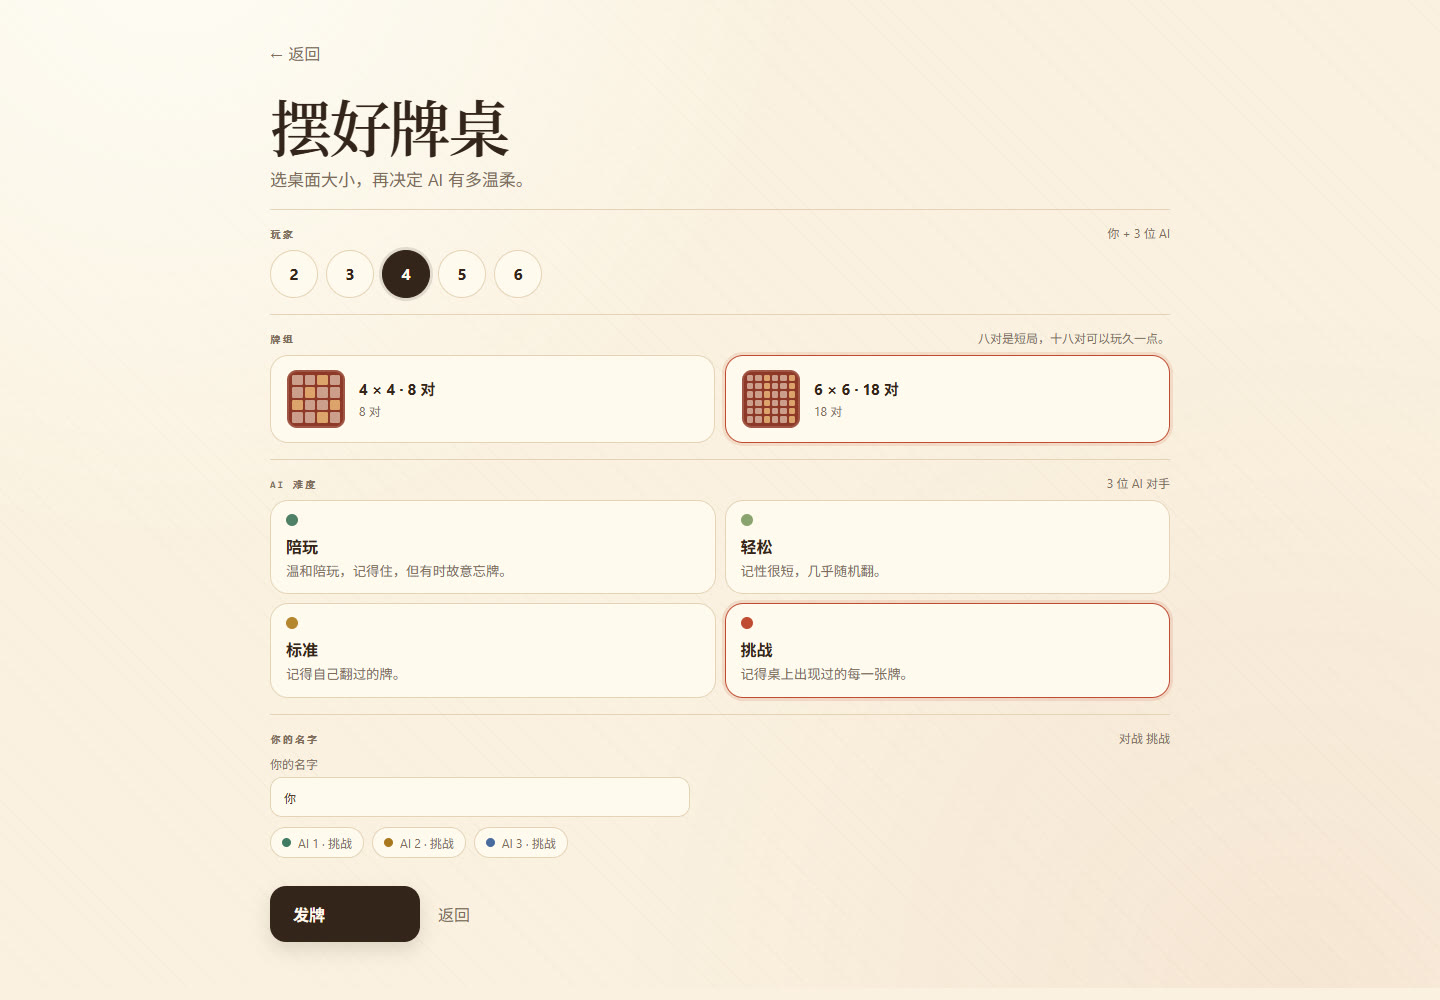 ← 返回
摆好牌桌
选桌面大小，再决定 AI 有多温柔。
玩家
你 + 3 位 AI
2 3 4 5 6
牌组
八对是短局，十八对可以玩久一点。
4 × 4 · 8 对
8 对
6 × 6 · 18 对
18 对
AI 难度
3 位 AI 对手
陪玩
温和陪玩，记得住，但有时故意忘牌。
轻松
记性很短，几乎随机翻。
标准
记得自己翻过的牌。
挑战
记得桌上出现过的每一张牌。
你的名字
对战 挑战
你的名字
你
AI 1 · 挑战
AI 2 · 挑战
AI 3 · 挑战
发牌
返回